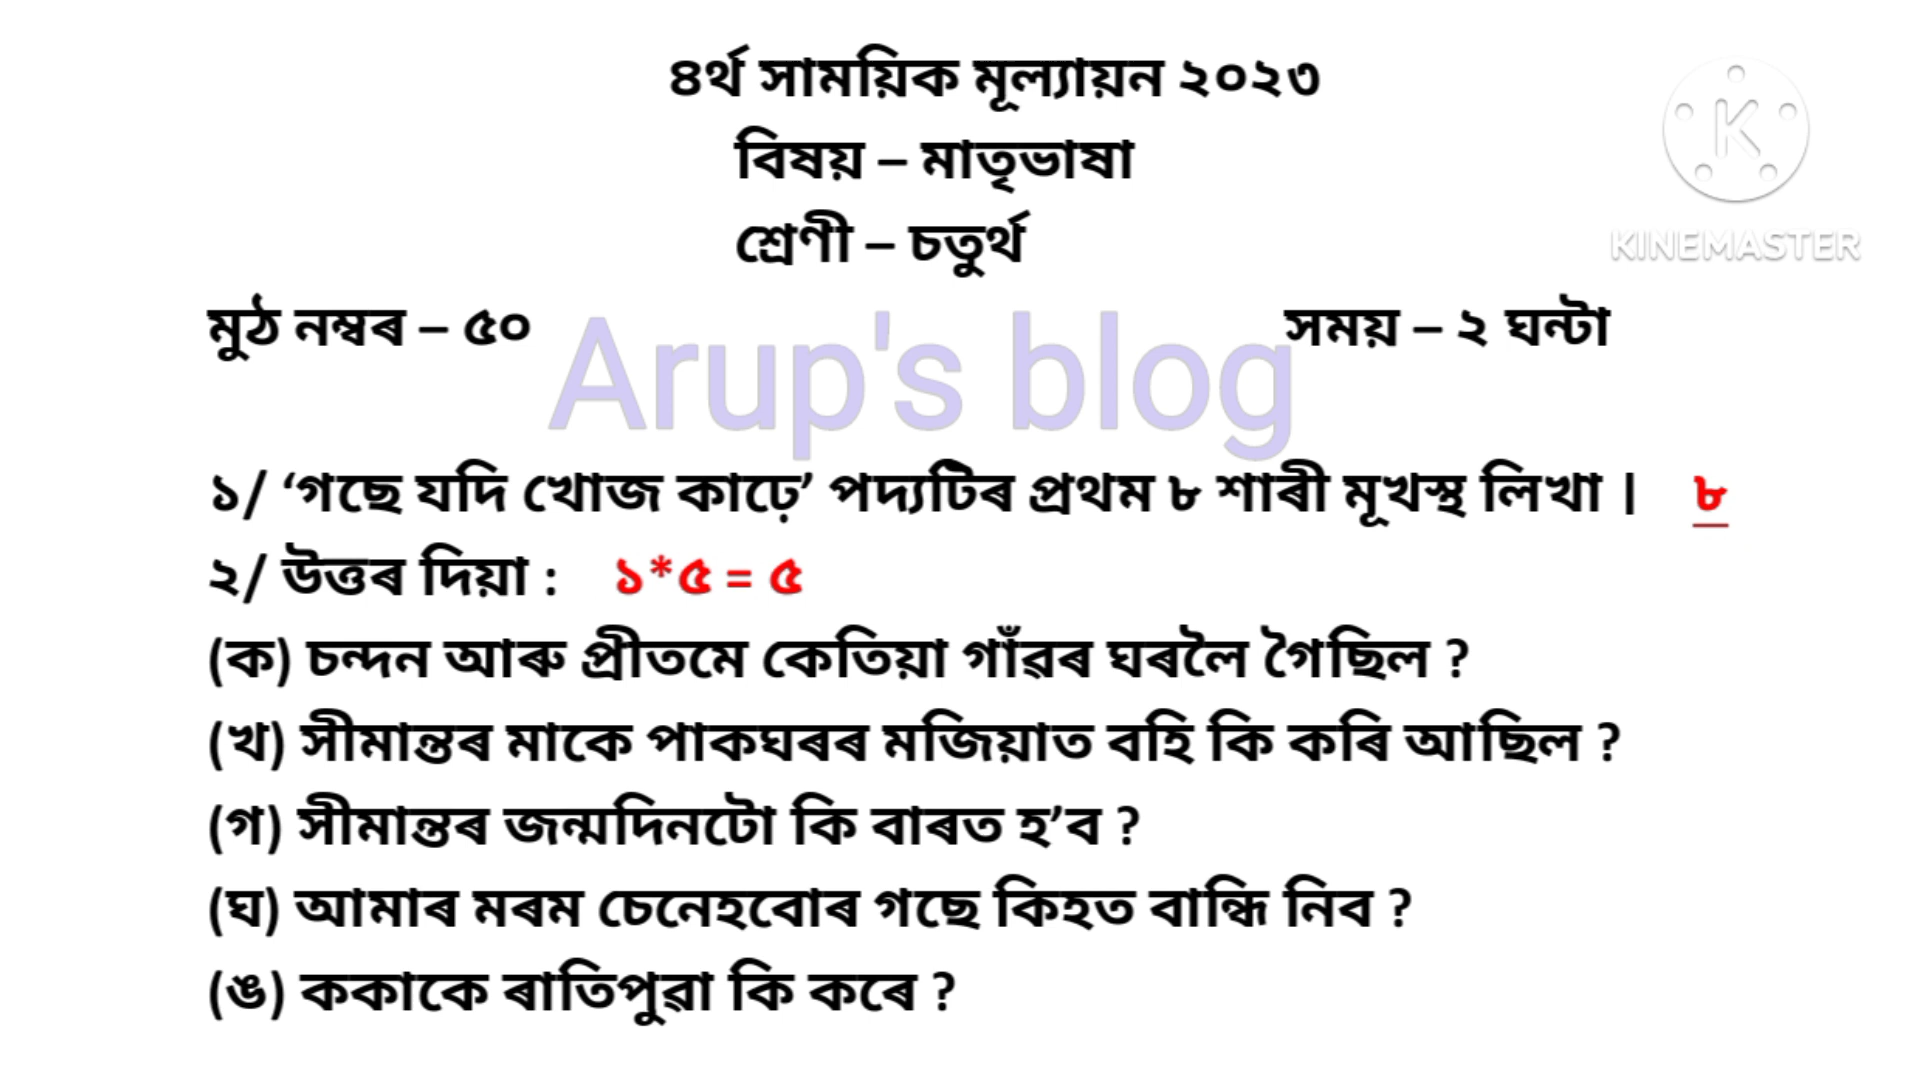 ৪ৰ্থ সাময়িক মূল্যায়ন ২০২৩
বিষয় – মাতৃভাষা
শ্ৰেণী – চতুৰ্থ
KINEMASTER
মুঠ নম্বৰ – ৫০ সময় – ২ ঘন্টা
Arup's blog
১/ ‘গছে যদি খোজ কাঢ়ে’ পদ্যটিৰ প্ৰথম ৮ শাৰী মূখস্থ লিখা । ৮
২/ উত্তৰ দিয়া : ১*৫ = ৫
(ক) চন্দন আৰু প্ৰীতমে কেতিয়া গাঁৱৰ ঘৰলৈ গৈছিল ?
(খ) সীমান্তৰ মাকে পাকঘৰৰ মজিয়াত বহি কি কৰি আছিল ?
(গ) সীমান্তৰ জন্মদিনটো কি বাৰত হ’ব ?
(ঘ) আমাৰ মৰম চেনেহবোৰ গছে কিহত বান্ধি নিব ?
(ঙ) ককাকে ৰাতিপুৱা কি কৰে ?